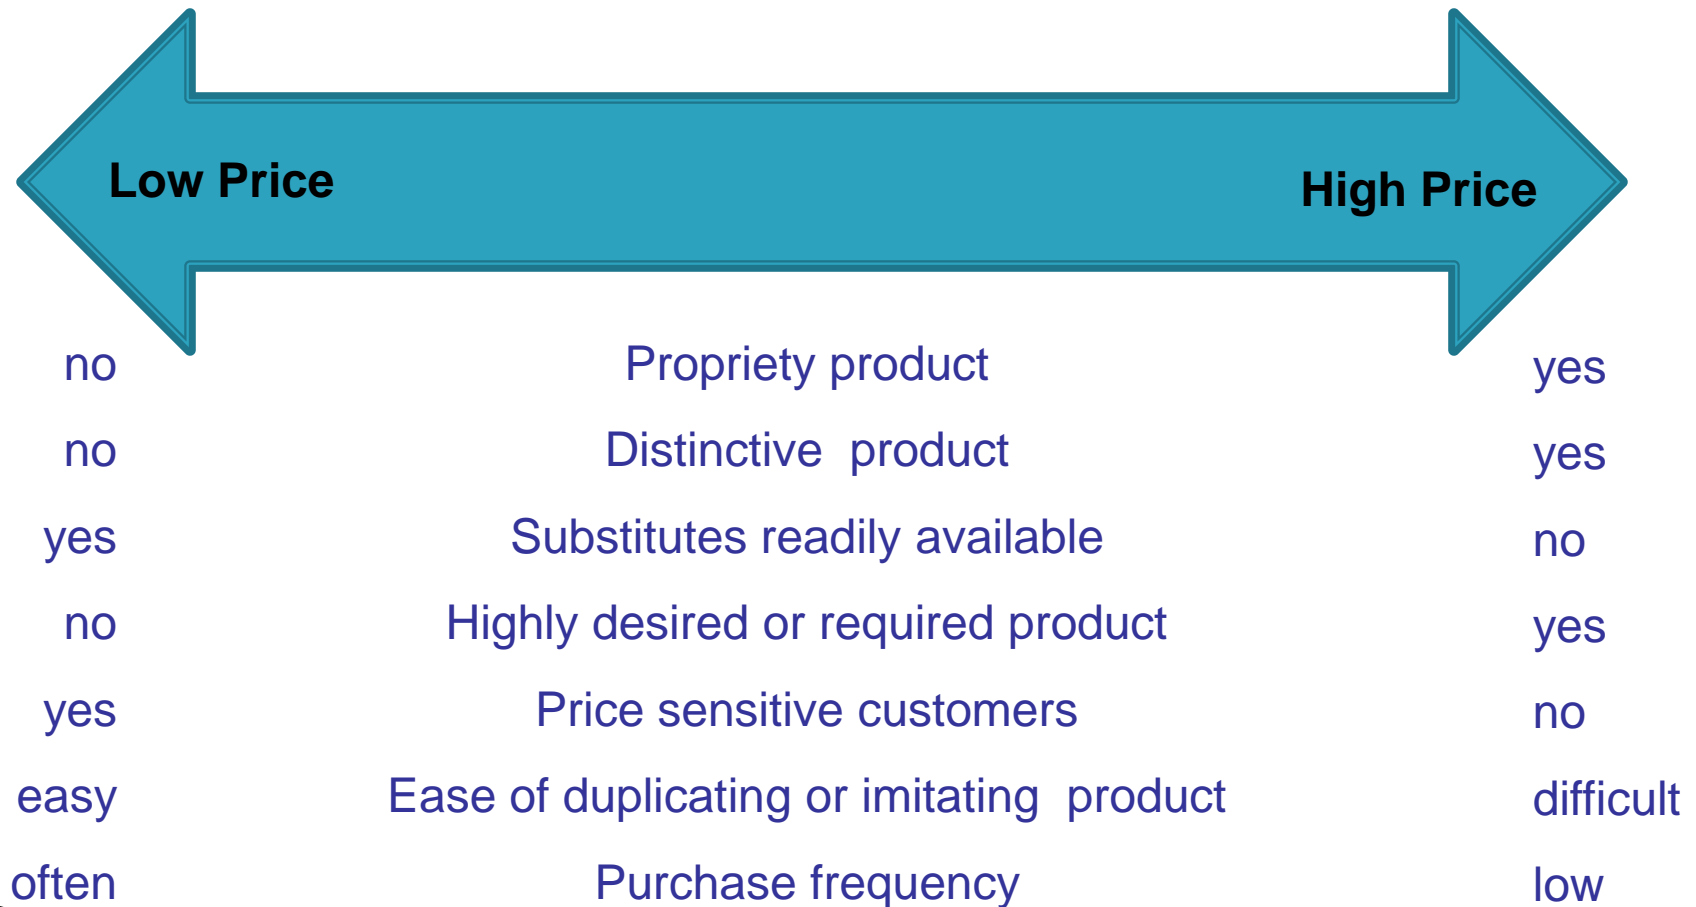 Low Price High Price
no Propriety product yes
no Distinctive product yes
yes Substitutes readily available no
no Highly desired or required product yes
yes Price sensitive customers no
easy Ease of duplicating or imitating product difficult
often Purchase frequency low